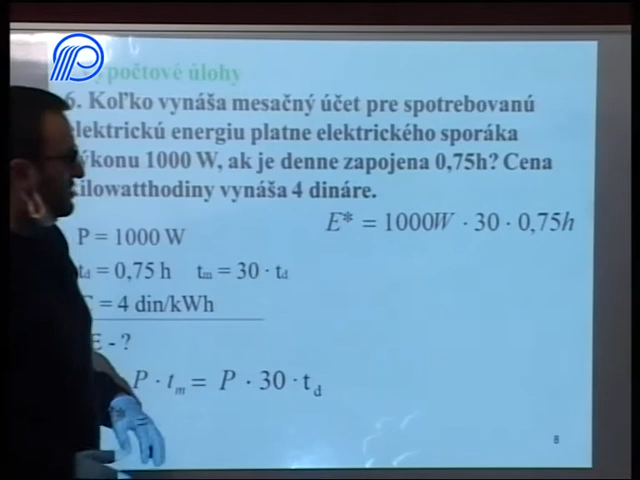 ypočtové úlohy
6. Koľko vynáša mesačný účet pre spotrebovanú
elektrickú energiu platne elektrického sporáka
výkonu 1000 W, ak je denne zapojena 0,75h? Cena
kilowatthodiny vynáša 4 dináre.
E* = 1000W · 30 · 0,75h
P = 1000 W
td = 0,75 h tm = 30 · td
= 4 din/kWh
E - ?
P · tm = P · 30 · td
8